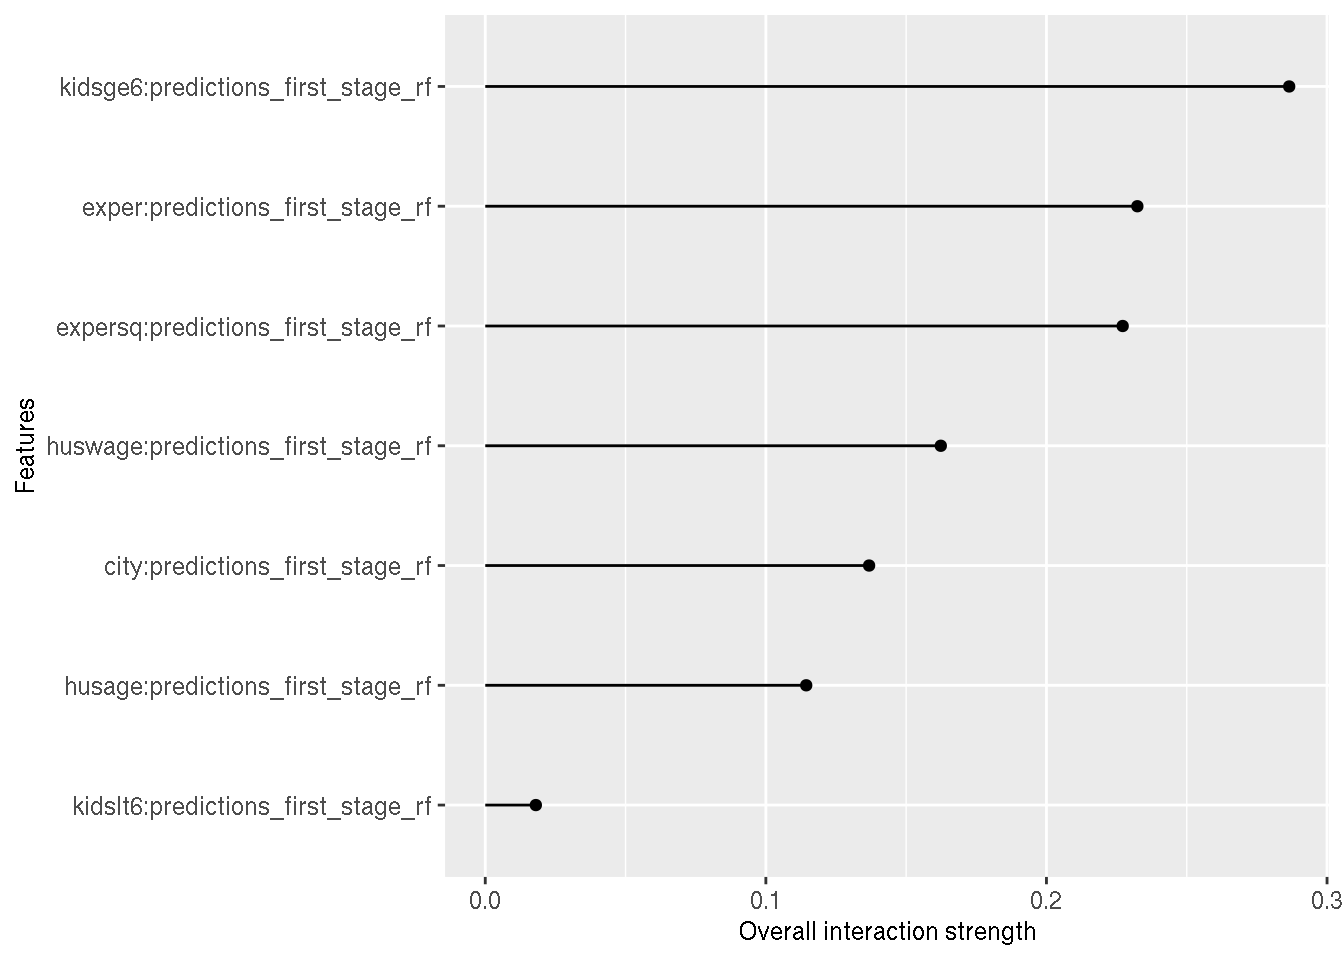 kidsge6:predictions_first_stage_rf
exper:predictions_first_stage_rf
expersq:predictions_first_stage_rf
huswage:predictions_first_stage_rf
city:predictions_first_stage_rf
husage:predictions_first_stage_rf
kidslt6:predictions_first_stage_rf
Features
0.0 0.1 0.2 0.3
Overall interaction strength